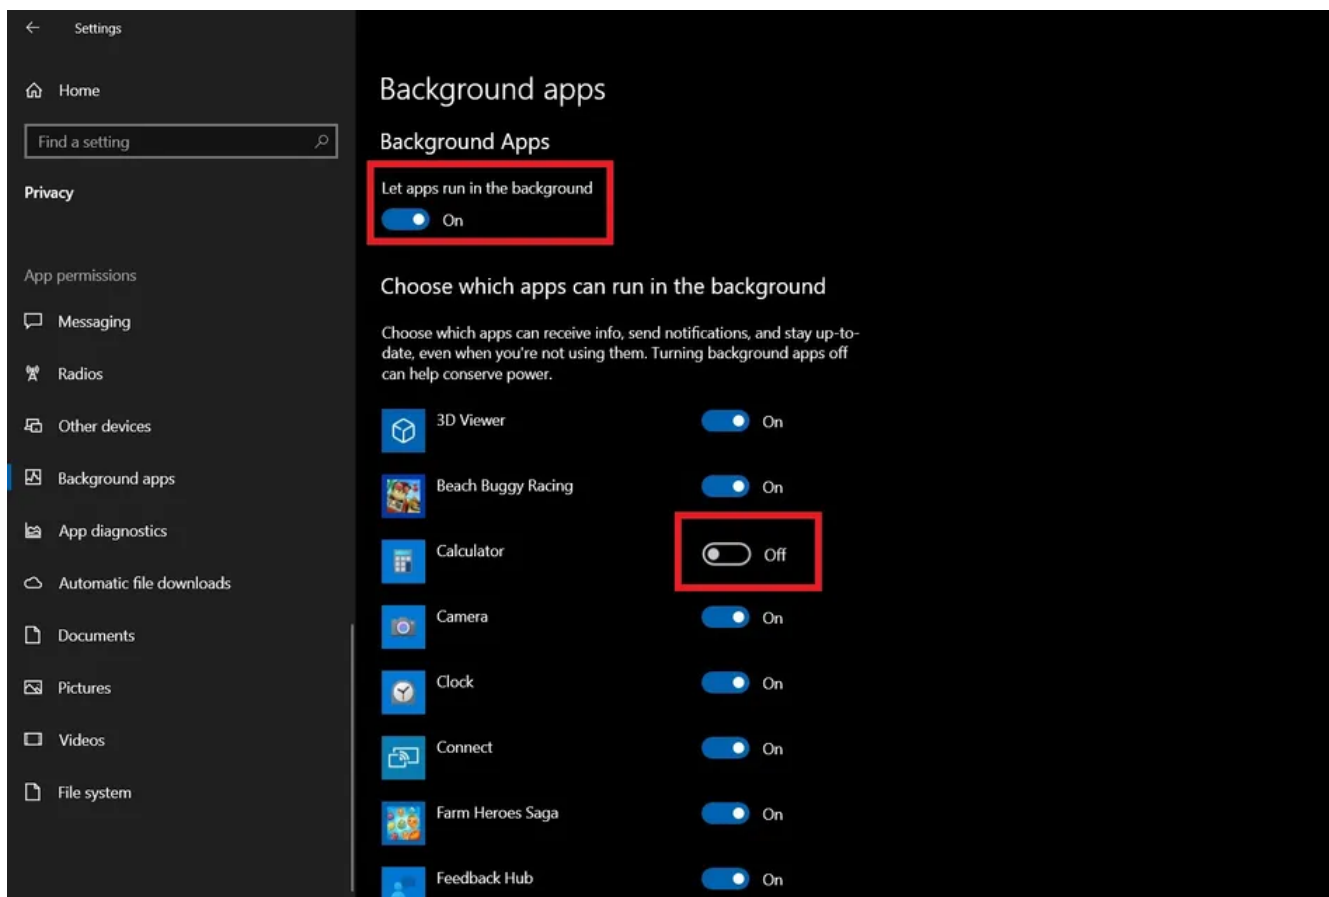 Settings
Home
Find a setting
Privacy
App permissions
Messaging
Radios
Other devices
Background apps
App diagnostics
Automatic file downloads
Documents
Pictures
Videos
File system
Background apps
Background Apps
Let apps run in the background
On
Choose which apps can run in the background
Choose which apps can receive info, send notifications, and stay up-to-
date, even when you're not using them. Turning background apps off
can help conserve power.
3D Viewer On
Beach Buggy Racing On
Calculator Off
Camera On
Clock On
Connect On
Farm Heroes Saga On
Feedback Hub On